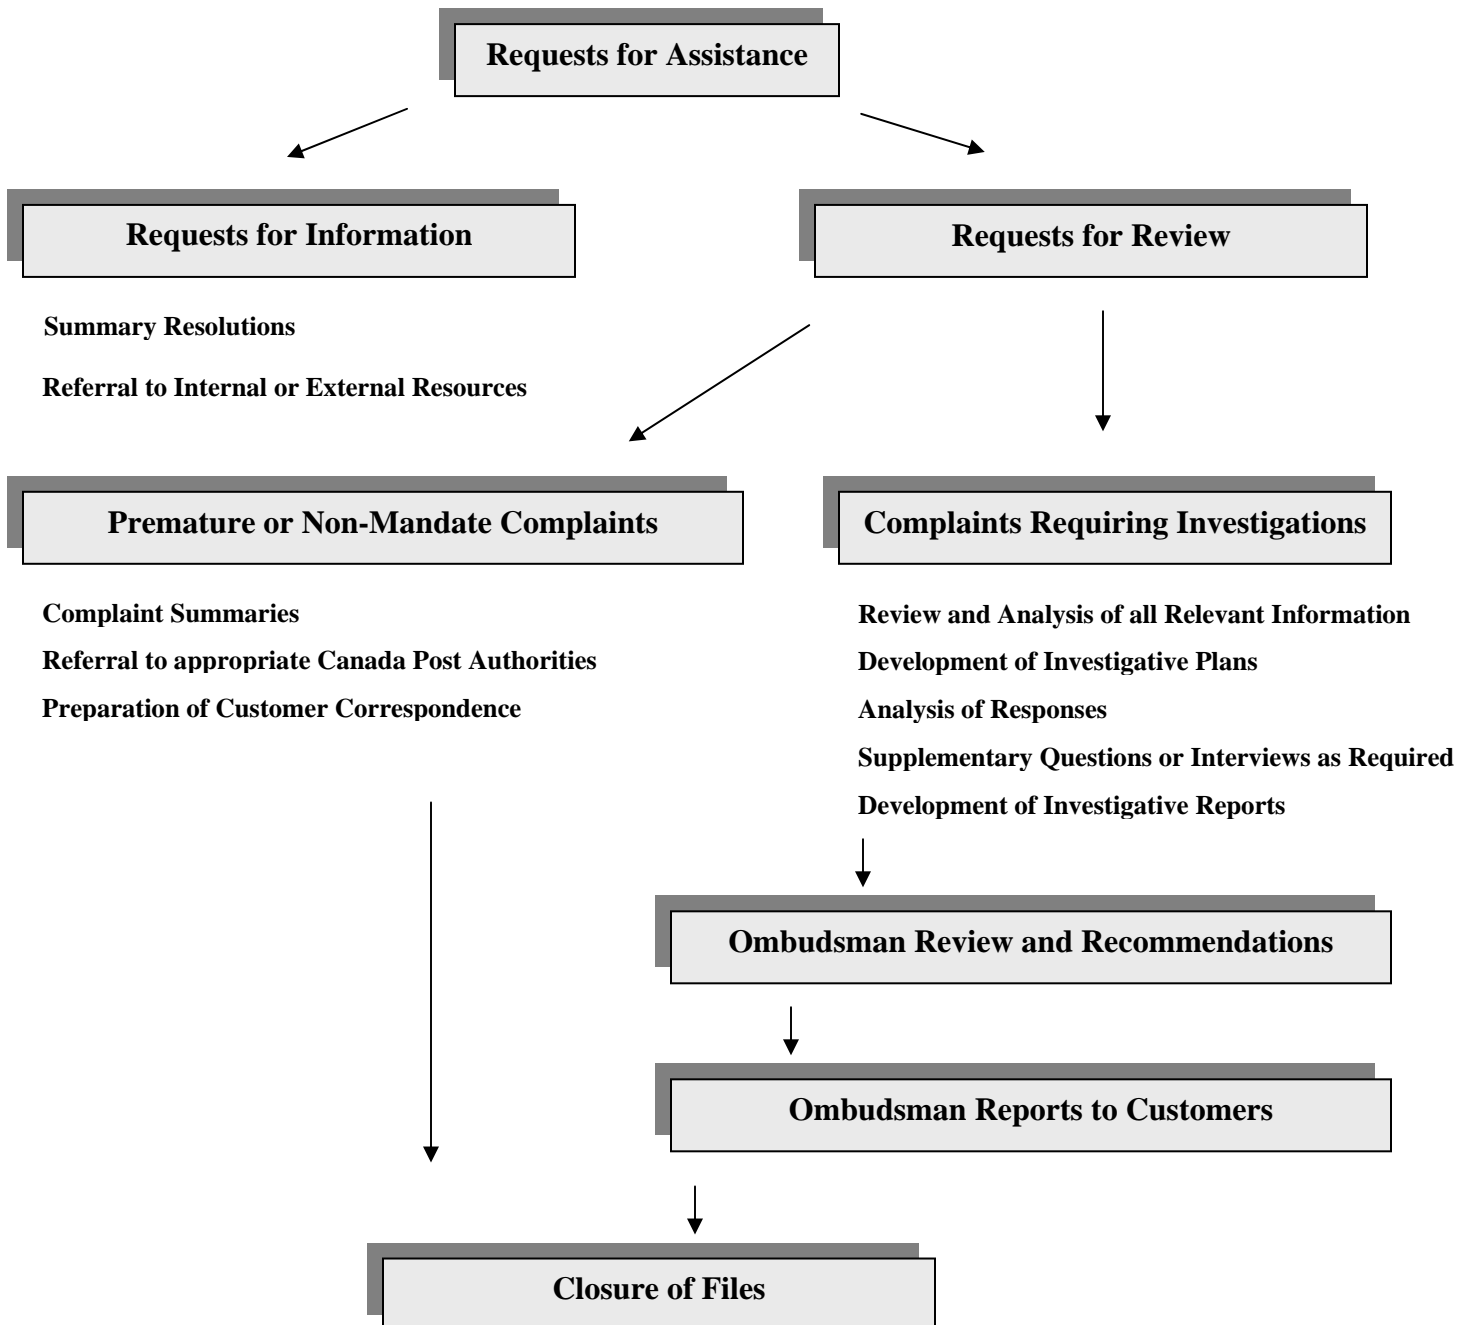 Requests for Assistance
Requests for Information
Requests for Review
Summary Resolutions
Referral to Internal or External Resources
Premature or Non-Mandate Complaints
Complaints Requiring Investigations
Complaint Summaries
Referral to appropriate Canada Post Authorities
Preparation of Customer Correspondence
Review and Analysis of all Relevant Information
Development of Investigative Plans
Analysis of Responses
Supplementary Questions or Interviews as Required
Development of Investigative Reports
Ombudsman Review and Recommendations
Ombudsman Reports to Customers
Closure of Files